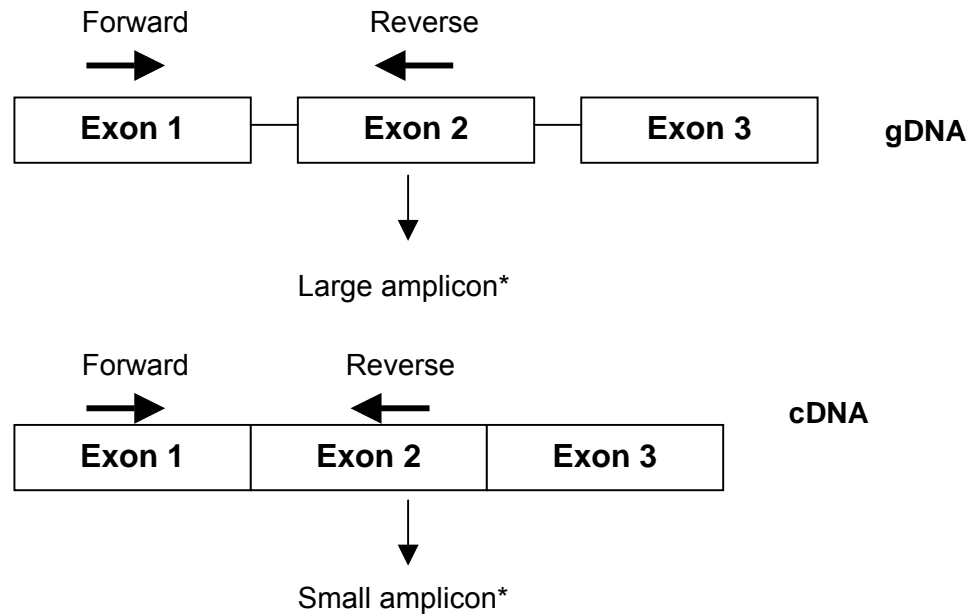 Forward Reverse
Exon 1 Exon 2 Exon 3 gDNA
Large amplicon*
Forward Reverse
cDNA
Exon 1 Exon 2 Exon 3
Small amplicon*